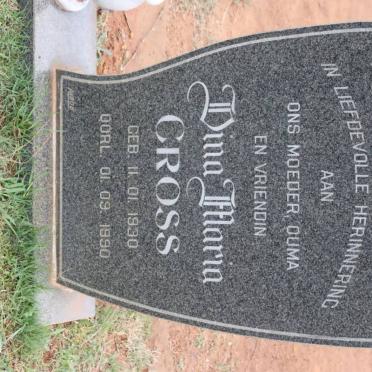 IN LIEFDEVOLLE HERINNERING
AAN
ONS MOEDER, OUMA
EN VRIENDIN
Dina Maria
CROSS
GEB. 11. 01. 1930
OORL. 01. 09. 1990